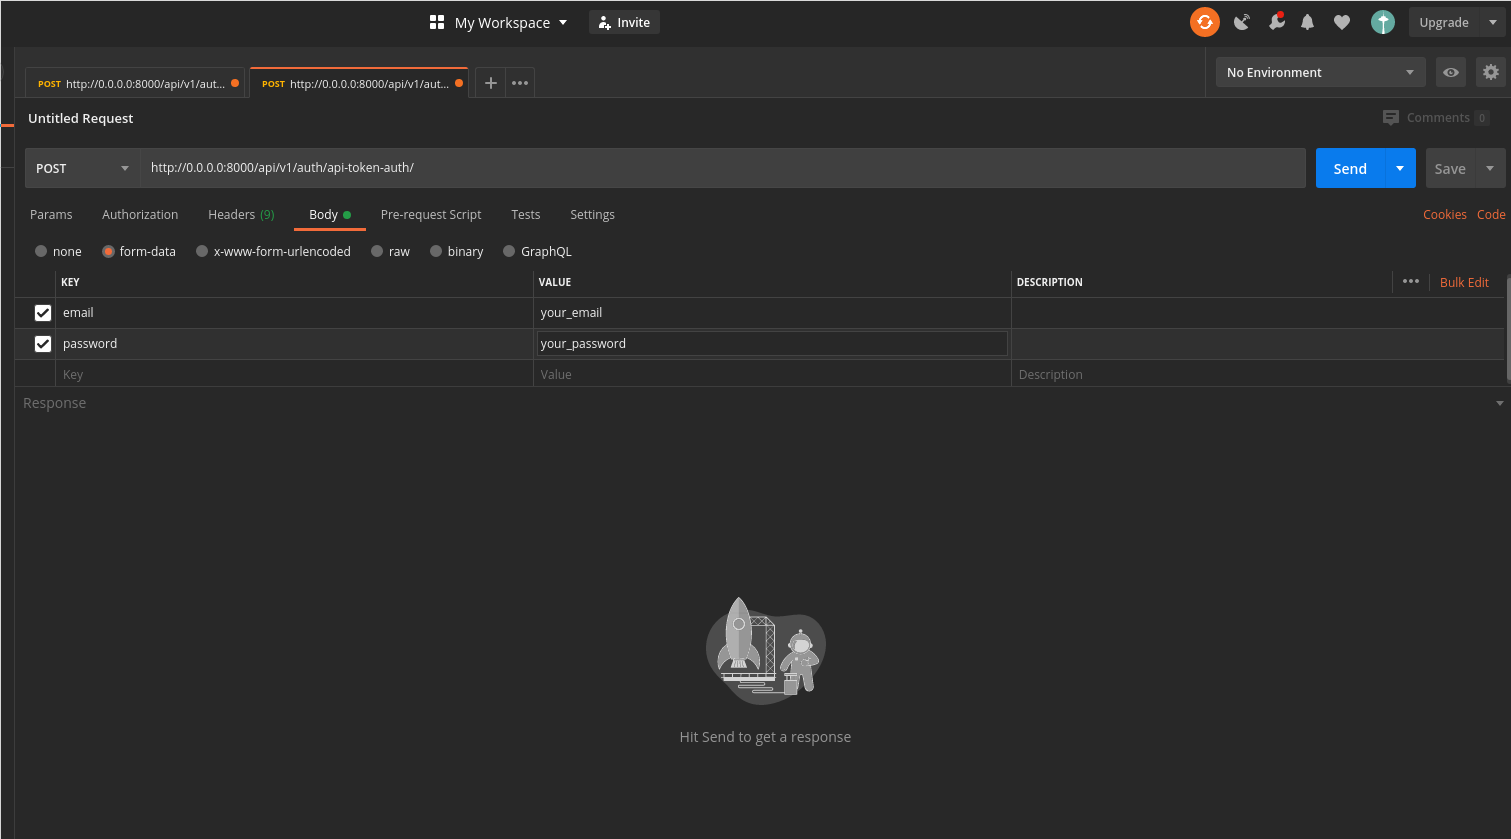 My Workspace Invite Upgrade
POST http://0.0.0.0:8000/api/v1/aut... POST http://0.0.0.0:8000/api/v1/aut... No Environment
Untitled Request Comments 0
POST http://0.0.0.0:8000/api/v1/auth/api-token-auth/ Send Save
Params Authorization Headers (9) Body Pre-request Script Tests Settings Cookies Code
none form-data x-www-form-urlencoded raw binary GraphQL
KEY VALUE DESCRIPTION Bulk Edit
email your_email
password your_password
Key Value Description
Response
Hit Send to get a response